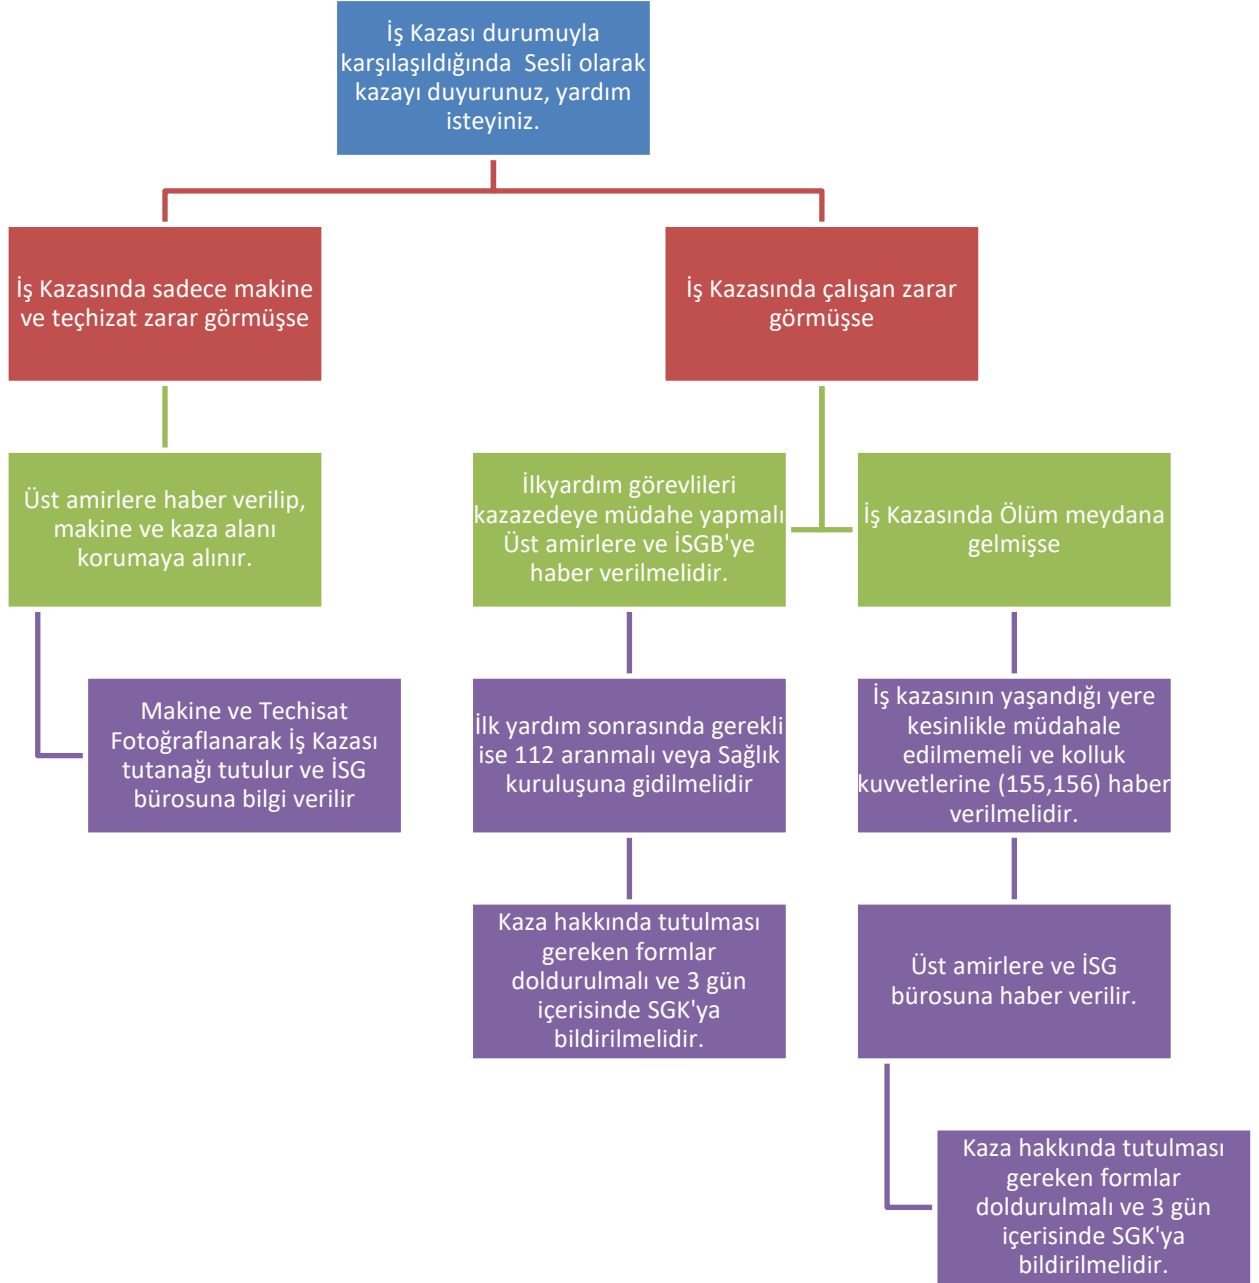 İş Kazası durumuyla
karşılaşıldığında  Sesli olarak
kazayı duyurunuz, yardım
isteyiniz.
İş Kazasında sadece makine
ve teçhizat zarar görmüşse
Üst amirlere haber verilip,
makine ve kaza alanı
korumaya alınır.
Makine ve Techisat
Fotoğraflanarak İş Kazası
tutanağı tutulur ve İSG
bürosuna bilgi verilir
İş Kazasında çalışan zarar
görmüşse
İlkyardım görevlileri
kazazedeye müdahe yapmalı
Üst amirlere ve İSGB'ye
haber verilmelidir.
İlk yardım sonrasında gerekli
ise 112 aranmalı veya Sağlık
kuruluşuna gidilmelidir
Kaza hakkında tutulması
gereken formlar
doldurulmalı ve 3 gün
içerisinde SGK'ya
bildirilmelidir.
İş Kazasında Ölüm meydana
gelmişse
İş kazasının yaşandığı yere
kesinlikle müdahale
edilmemeli ve kolluk
kuvvetlerine (155,156) haber
verilmelidir.
Üst amirlere ve İSG
bürosuna haber verilir.
Kaza hakkında tutulması
gereken formlar
doldurulmalı ve 3 gün
içerisinde SGK'ya
bildirilmelidir.